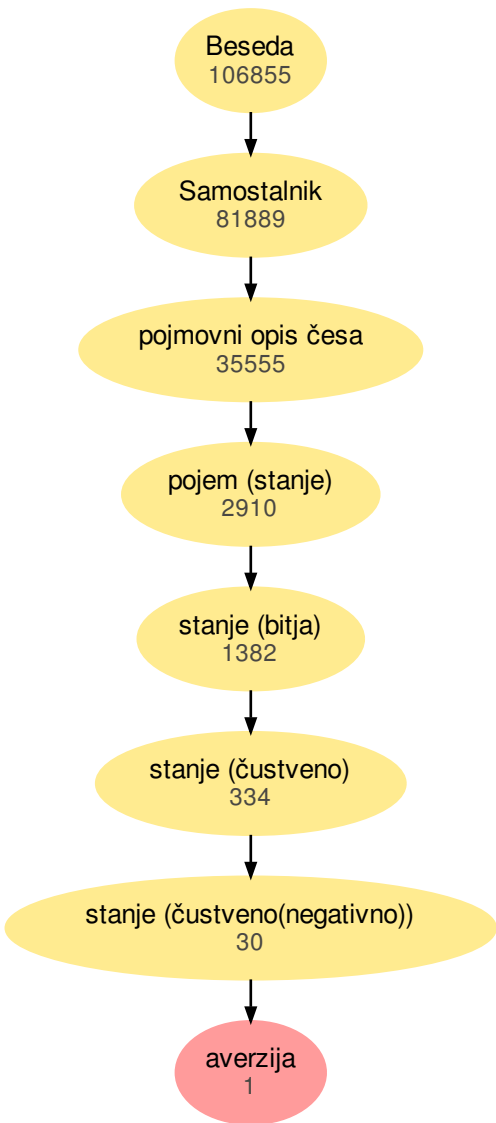 Beseda
106855
Samostalnik
81889
pojmovni opis česa
35555
pojem (stanje)
2910
stanje (bitja)
1382
stanje (čustveno)
334
stanje (čustveno(negativno))
30
averzija
1